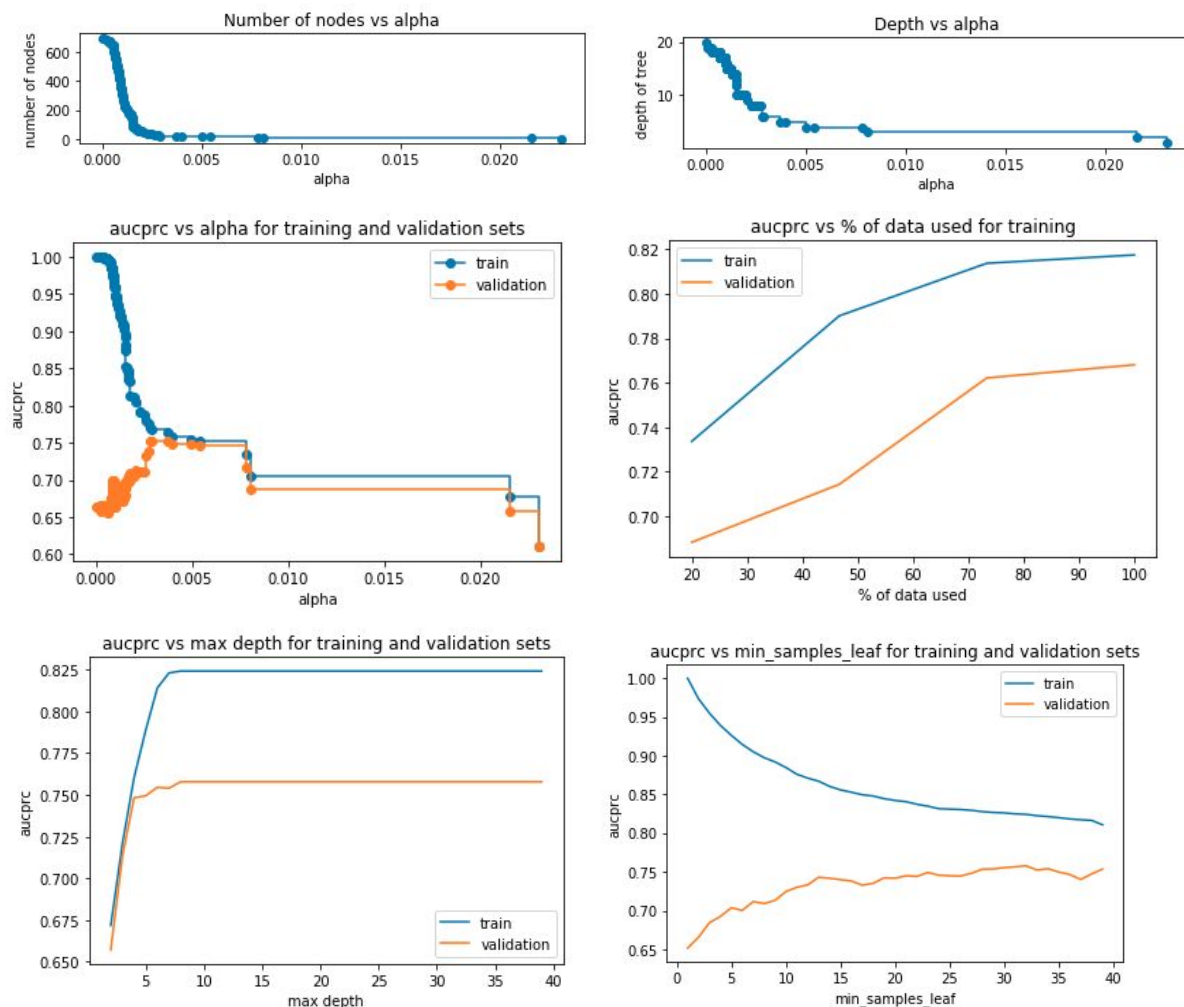 Number of nodes vs alpha
number of nodes
600
400
200
0
0.000 0.005 0.010 0.015 0.020
alpha
Depth vs alpha
depth of tree
20
10
0.000 0.005 0.010 0.015 0.020
alpha
aucprc vs alpha for training and validation sets
train
validation
aucprc
1.00
0.95
0.90
0.85
0.80
0.75
0.70
0.65
0.60
0.000 0.005 0.010 0.015 0.020
alpha
aucprc vs % of data used for training
train
validation
aucprc
0.82
0.80
0.78
0.76
0.74
0.72
0.70
20 30 40 50 60 70 80 90 100
% of data used
aucprc vs max depth for training and validation sets
aucprc
0.825
0.800
0.775
0.750
0.725
0.700
0.675
0.650
train
validation
5 10 15 20 25 30 35 40
max depth
aucprc vs min_samples_leaf for training and validation sets
train
validation
aucprc
1.00
0.95
0.90
0.85
0.80
0.75
0.70
0.65
0 5 10 15 20 25 30 35 40
min_samples_leaf